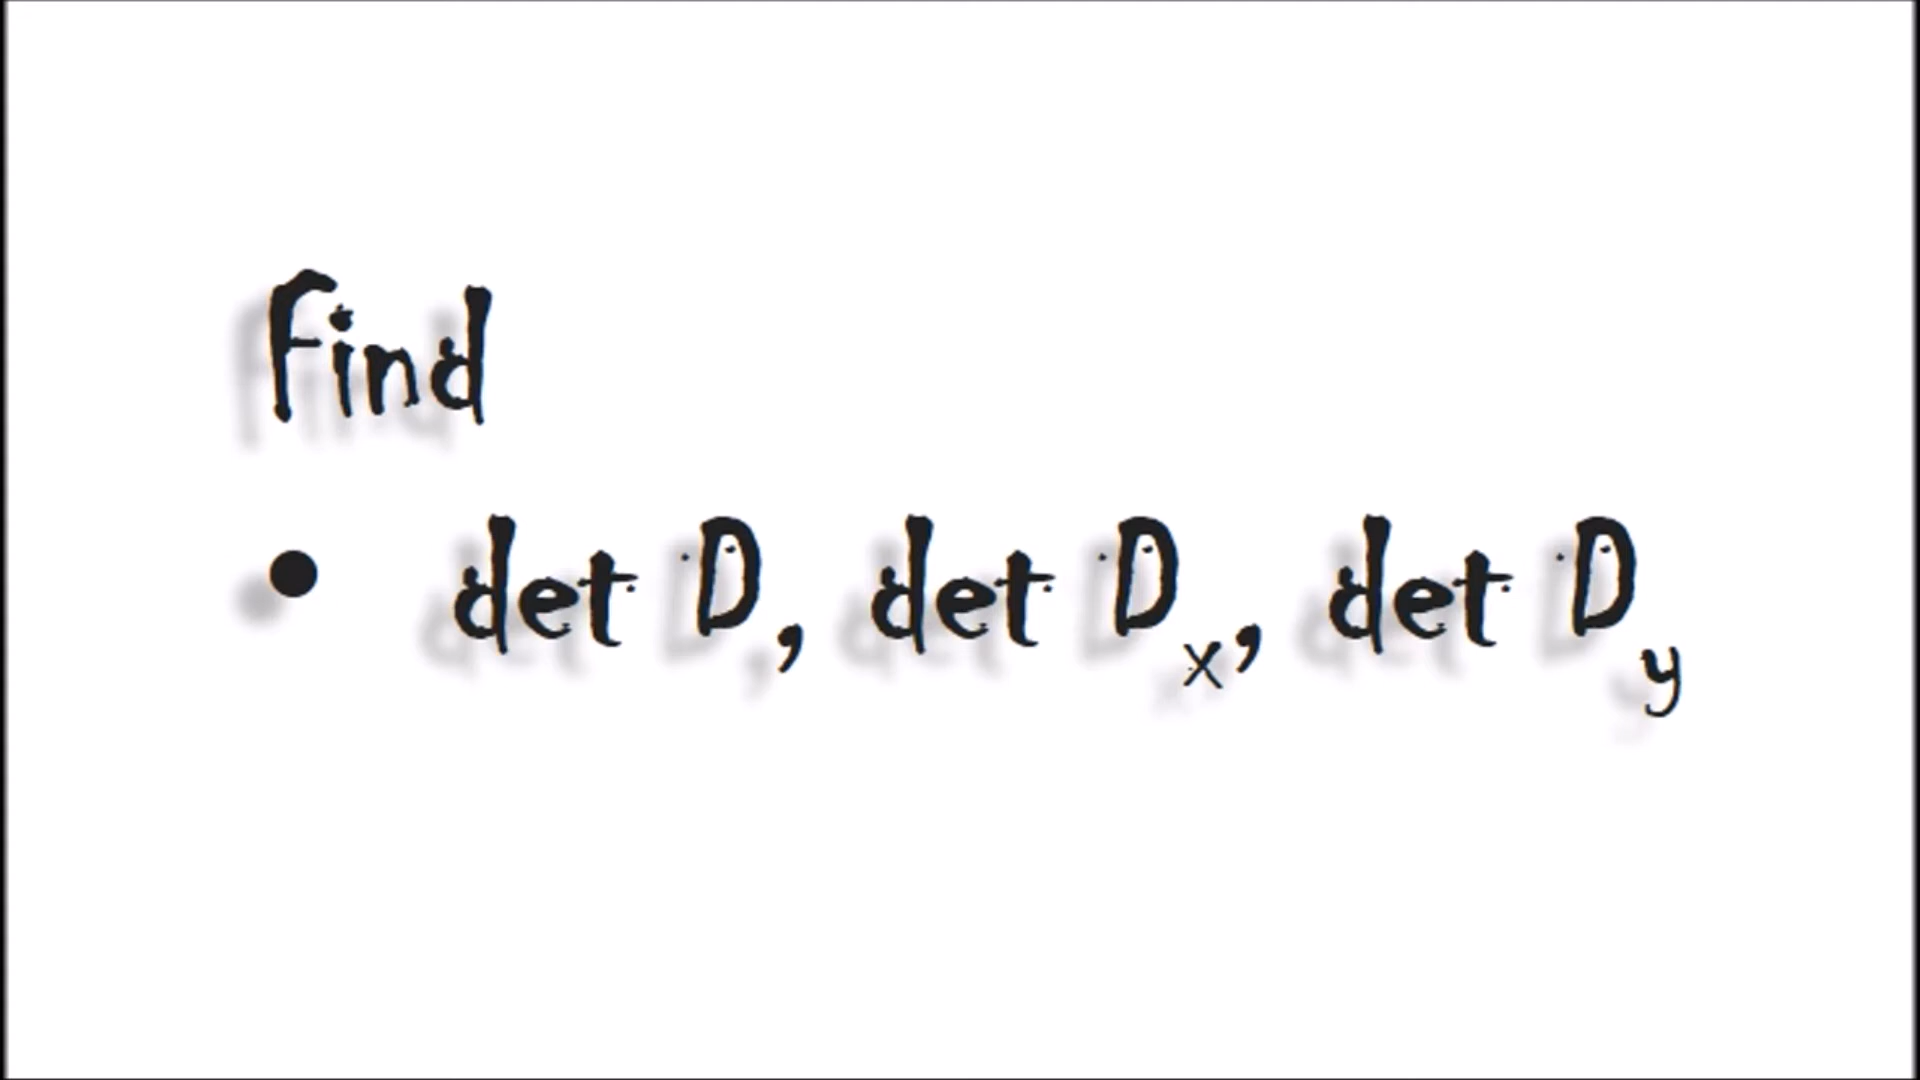 Find
• det D, det Dx, det Dy